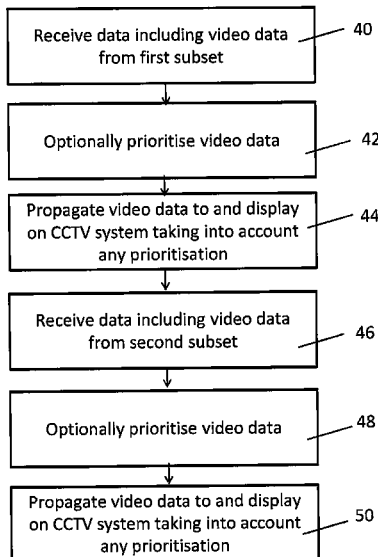 Receive data including video data
from first subset
40
Optionally prioritise video data
42
Propagate video data to and display
on CCTV system taking into account
any prioritisation
44
Receive data including video data
from second subset
46
Optionally prioritise video data
48
Propagate video data to and display
on CCTV system taking into account
any prioritisation
50